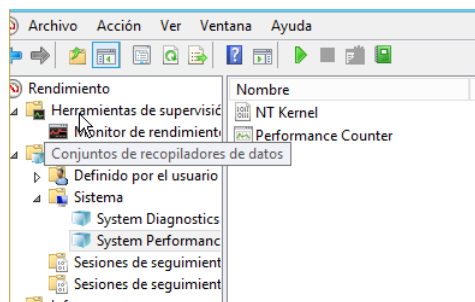 Archivo Acción Ver Ventana Ayuda
Rendimiento
Nombre
Herramientas de supervisió
NT Kernel
Monitor de rendimient
Performance Counter
Conjuntos de recopiladores de datos
Definido por el usuario
Sistema
System Diagnostics
System Performanc
Sesiones de seguimient
Sesiones de seguimient